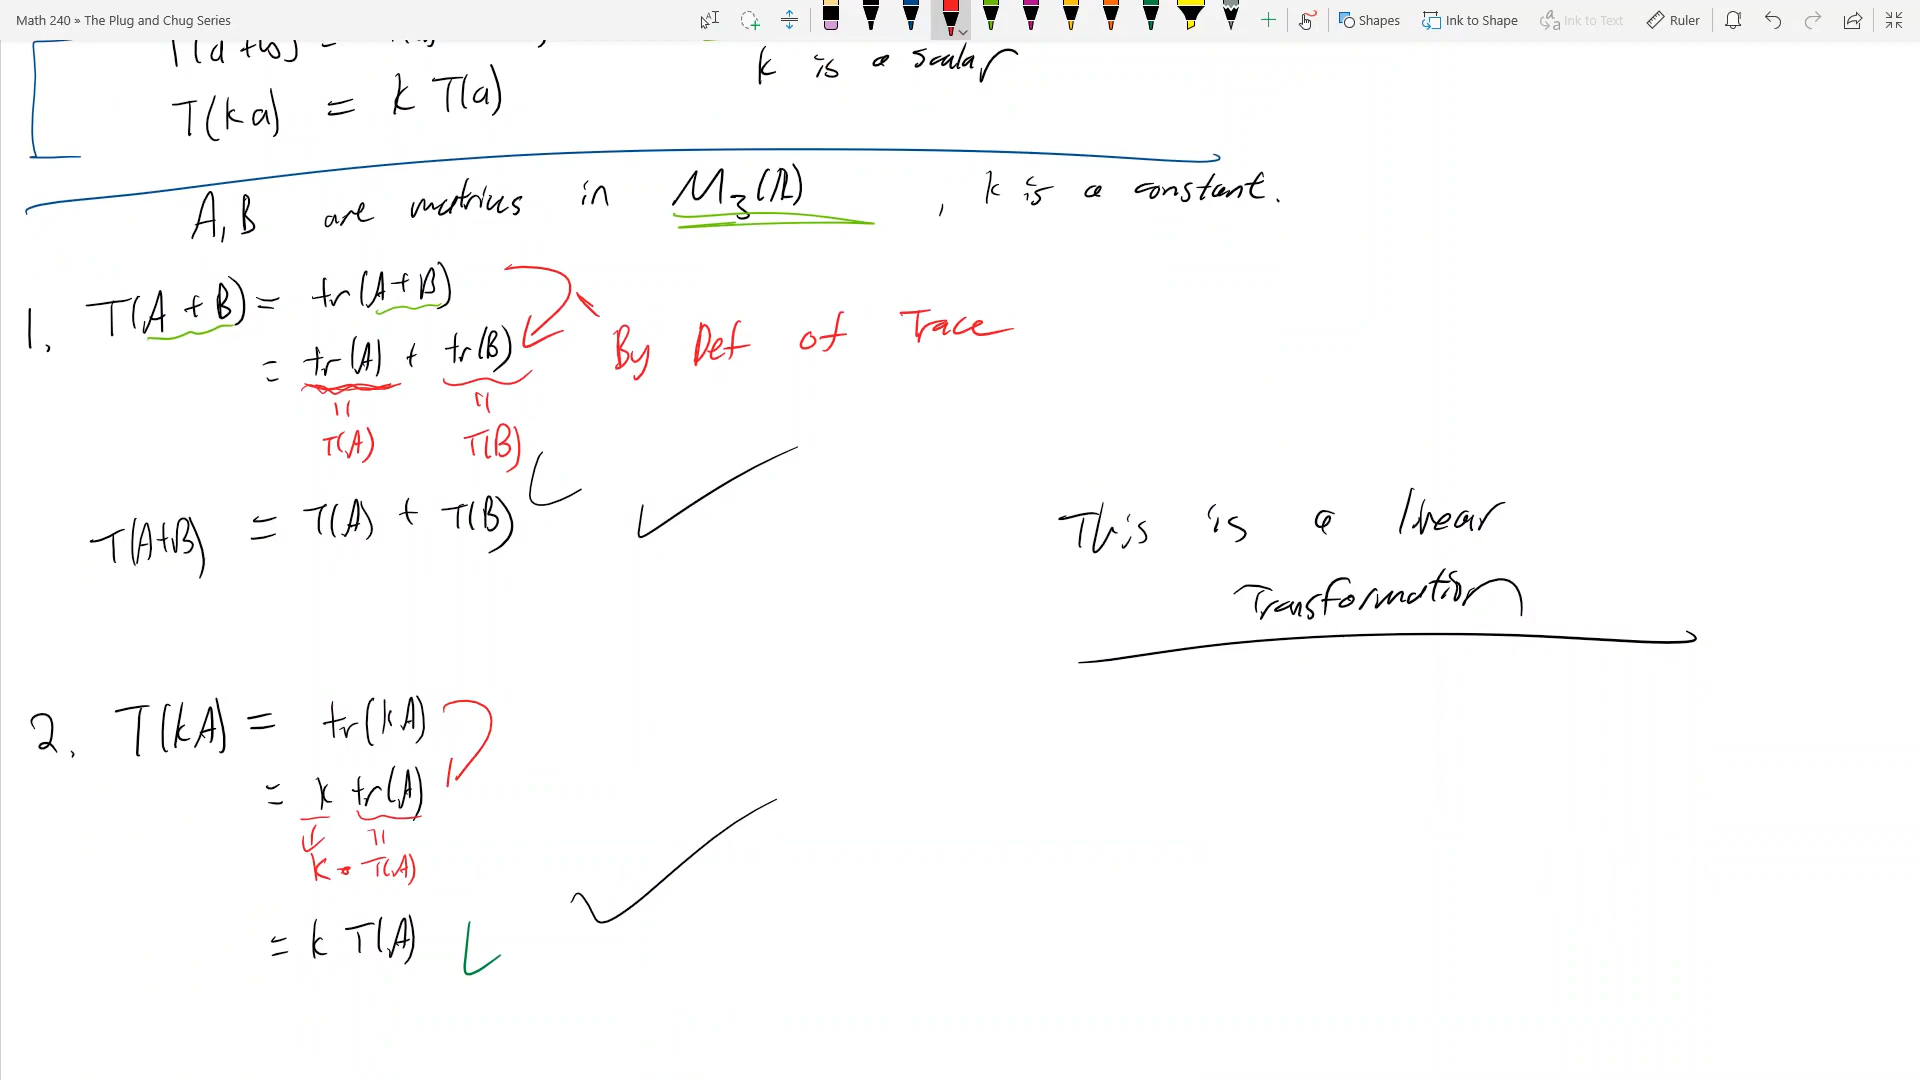 Math 240 » The Plug and Chug Series
Shapes Ink to Shape Ink to Text Ruler
k is a scalar
T(ka) = k T(a)
A, B are matrices in M3(R), k is a constant.
1. T(A + B) = tr(A+B)
= tr(A) + tr(B) By Def of Trace
= =
T(A) T(B)
T(A+B) = T(A) + T(B)
This is a linear
Transformation
2. T(kA) = tr(kA)
= k tr(A)
k • T(A)
= k T(A)